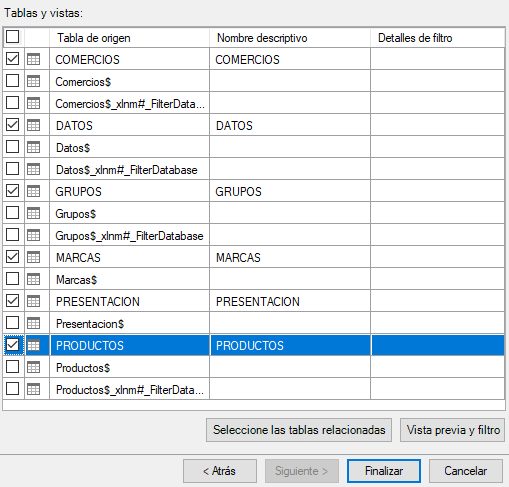 Tablas y vistas:
Tabla de origen Nombre descriptivo Detalles de filtro
COMERCIOS COMERCIOS
Comercios$
Comercios$_xlnm#_FilterData...
DATOS DATOS
Datos$
Datos$_xlnm#_FilterDatabase
GRUPOS GRUPOS
Grupos$
Grupos$_xlnm#_FilterDatabase
MARCAS MARCAS
Marcas$
PRESENTACION PRESENTACION
Presentacion$
PRODUCTOS PRODUCTOS
Productos$
Productos$_xlnm#_FilterData...
Seleccione las tablas relacionadas Vista previa y filtro
< Atrás Siguiente > Finalizar Cancelar